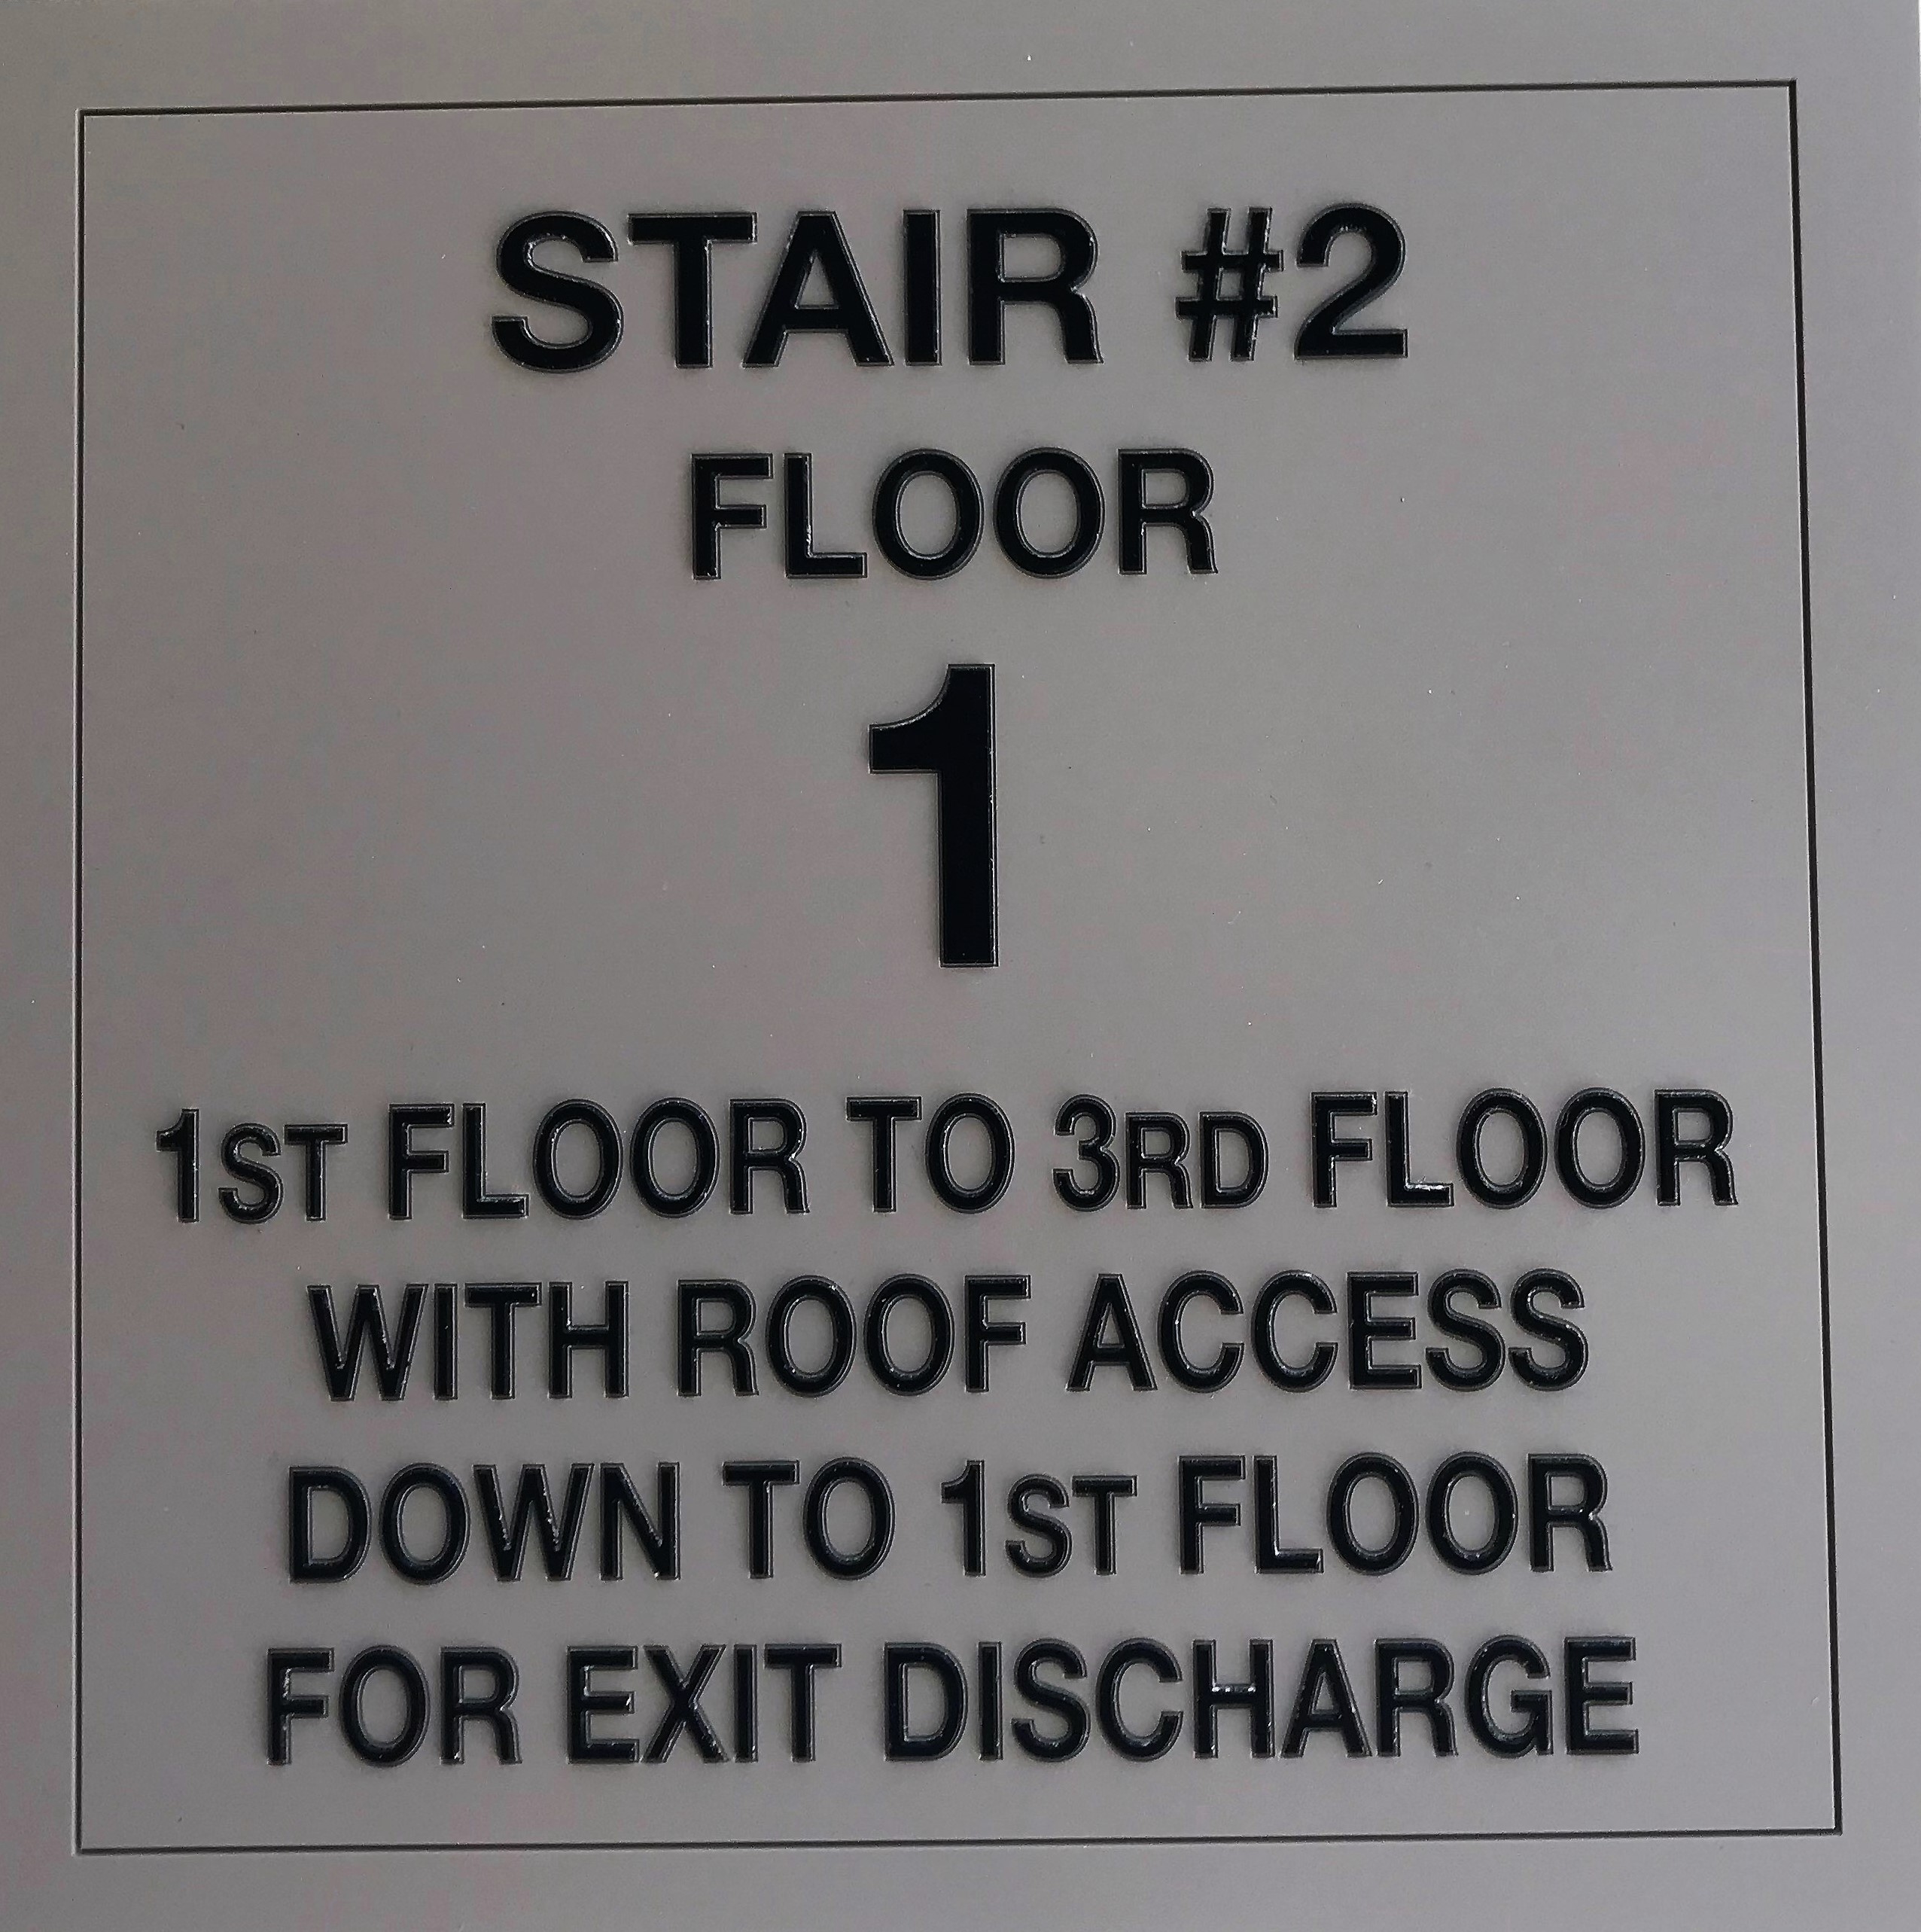 STAIR #2
FLOOR
1
1ST FLOOR TO 3RD FLOOR
WITH ROOF ACCESS
DOWN TO 1ST FLOOR
FOR EXIT DISCHARGE